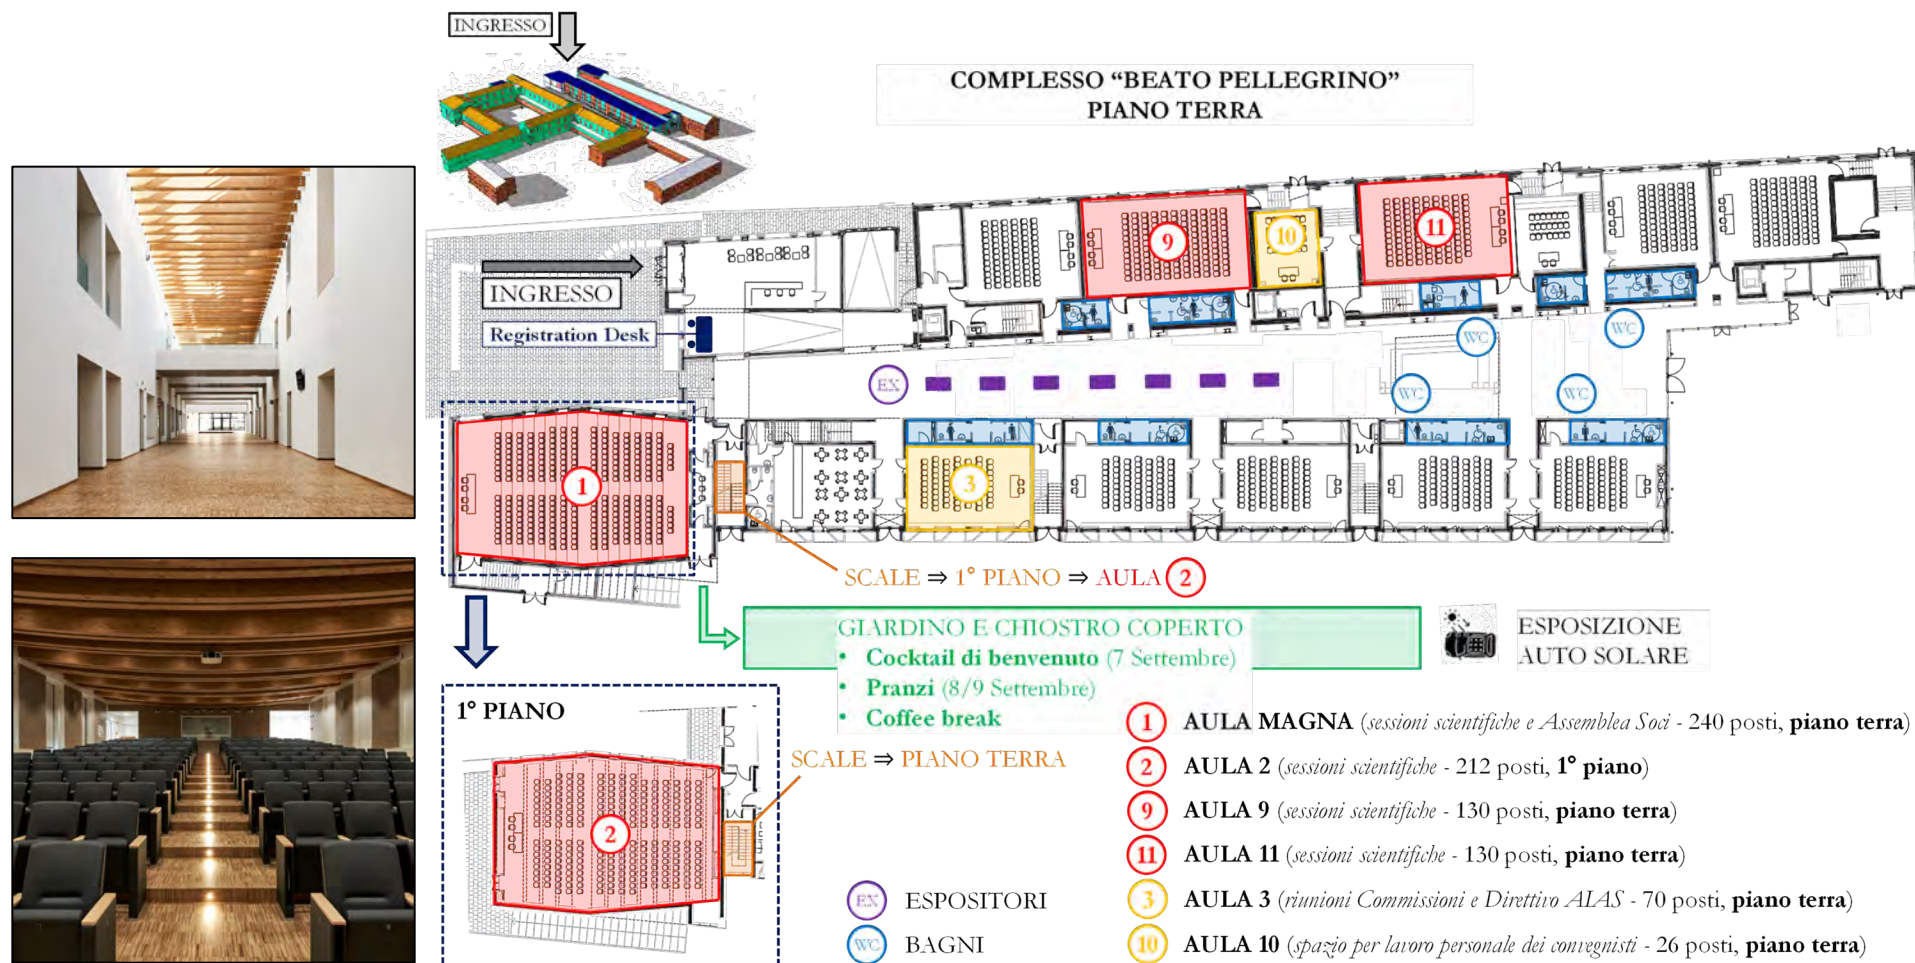 INGRESSO
COMPLESSO “BEATO PELLEGRINO”
PIANO TERRA
9
10
11
INGRESSO
Registration Desk
WC
WC
EX
WC
WC
1
3
SCALE ⇒ 1° PIANO ⇒ AULA 2
GIARDINO E CHIOSTRO COPERTO
• Cocktail di benvenuto (7 Settembre)
• Pranzi (8/9 Settembre)
• Coffee break
ESPOSIZIONE
AUTO SOLARE
1° PIANO
SCALE ⇒ PIANO TERRA
2
EX ESPOSITORI
WC BAGNI
1 AULA MAGNA (sessioni scientifiche e Assemblea Soci - 240 posti, piano terra)
2 AULA 2 (sessioni scientifiche - 212 posti, 1° piano)
9 AULA 9 (sessioni scientifiche - 130 posti, piano terra)
11 AULA 11 (sessioni scientifiche - 130 posti, piano terra)
3 AULA 3 (riunioni Commissioni e Direttivo AIAS - 70 posti, piano terra)
10 AULA 10 (spazio per lavoro personale dei convegnisti - 26 posti, piano terra)